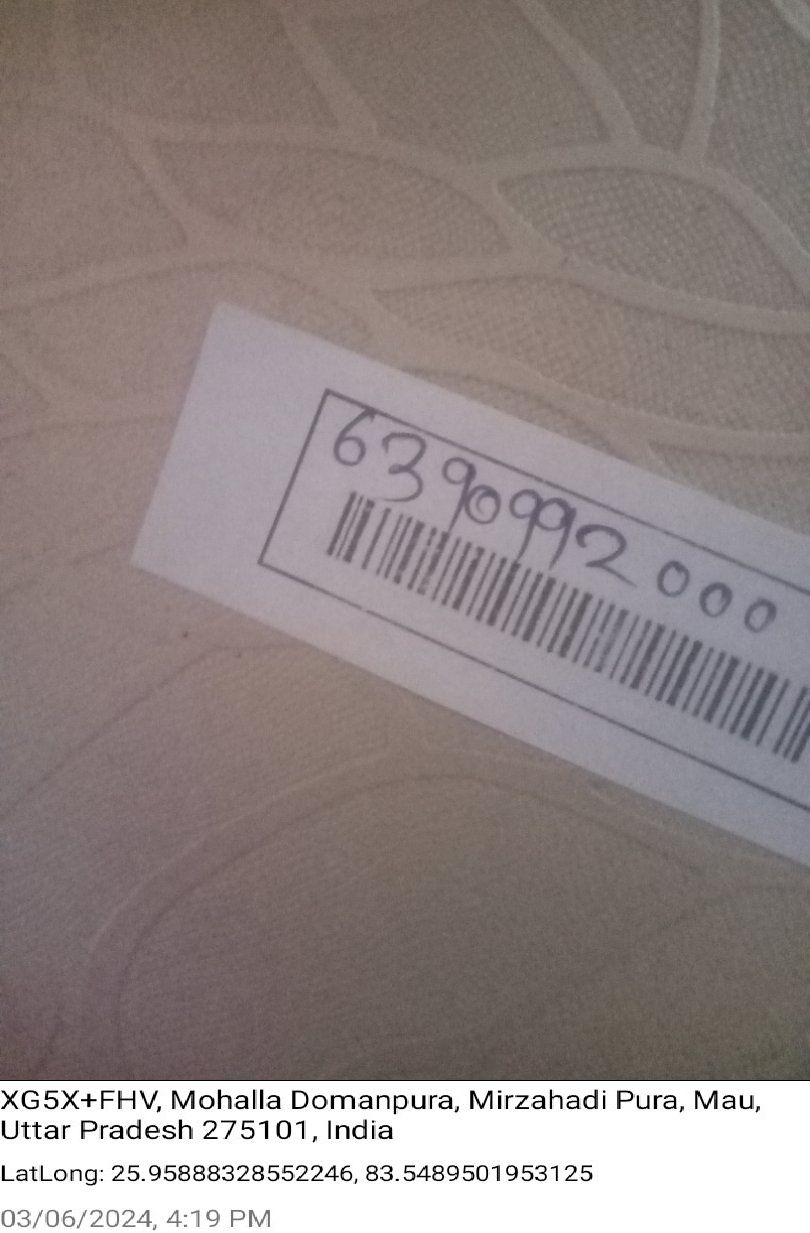 6390992000
XG5X+FHV, Mohalla Domanpura, Mirzahadi Pura, Mau,
Uttar Pradesh 275101, India
LatLong: 25.95888328552246, 83.5489501953125
03/06/2024, 4:19 PM